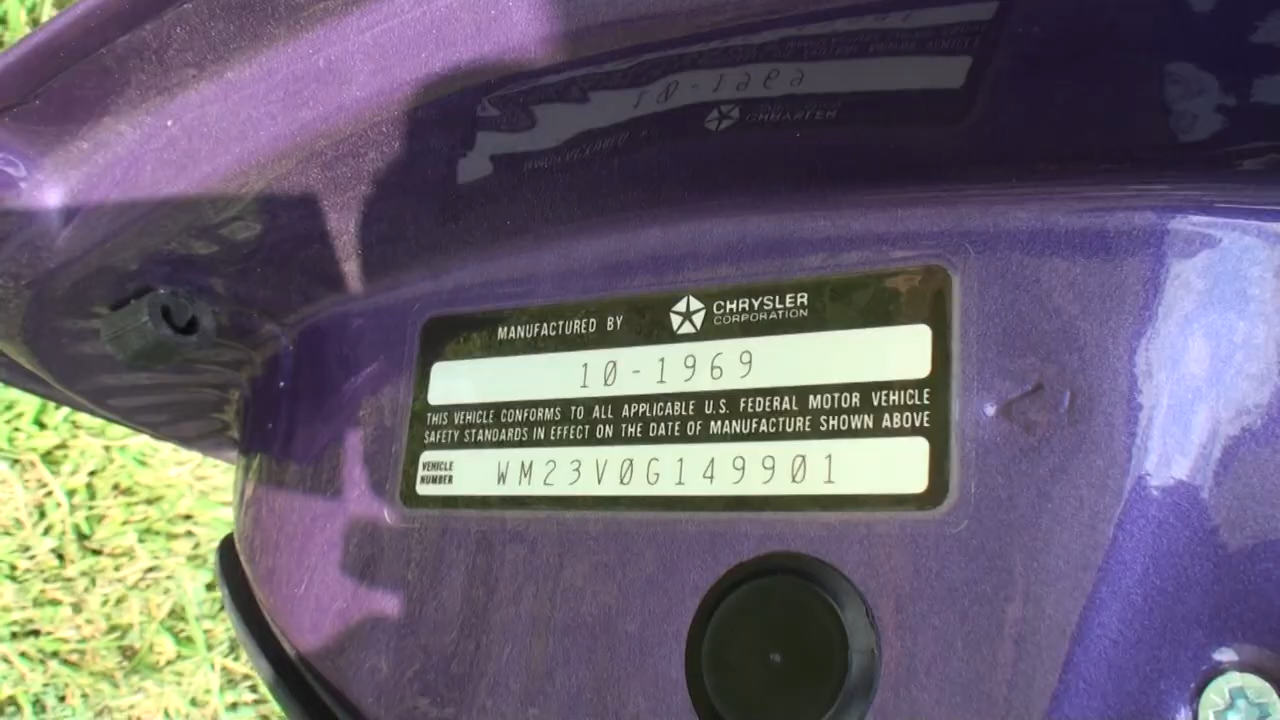 MANUFACTURED BY CHRYSLER CORPORATION
10-1969
THIS VEHICLE CONFORMS TO ALL APPLICABLE U.S. FEDERAL MOTOR VEHICLE
SAFETY STANDARDS IN EFFECT ON THE DATE OF MANUFACTURE SHOWN ABOVE
VEHICLE NUMBER WM23V0G149901